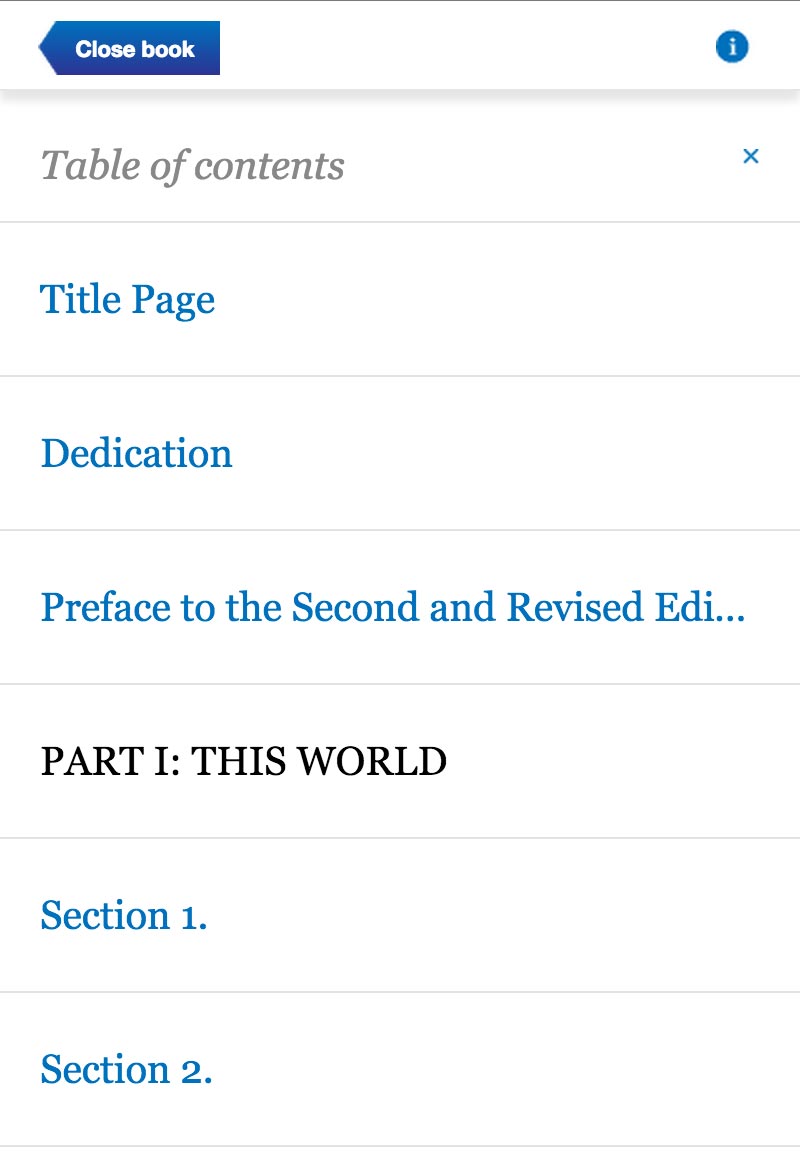 Close book
i
Table of contents
×
Title Page
Dedication
Preface to the Second and Revised Edi...
PART I: THIS WORLD
Section 1.
Section 2.